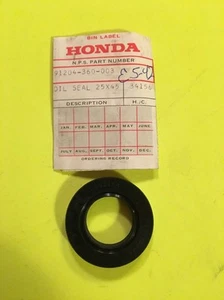 BIN LABEL
HONDA
N.P.S. PART NUMBER
91204-360-003
OIL SEAL 25X45
DESCRIPTION H.C.
JAN. FEB. MAR. APR. MAY JUNE
JULY AUG. SEP. OCT. NOV. DEC.
ORDERING RECORD